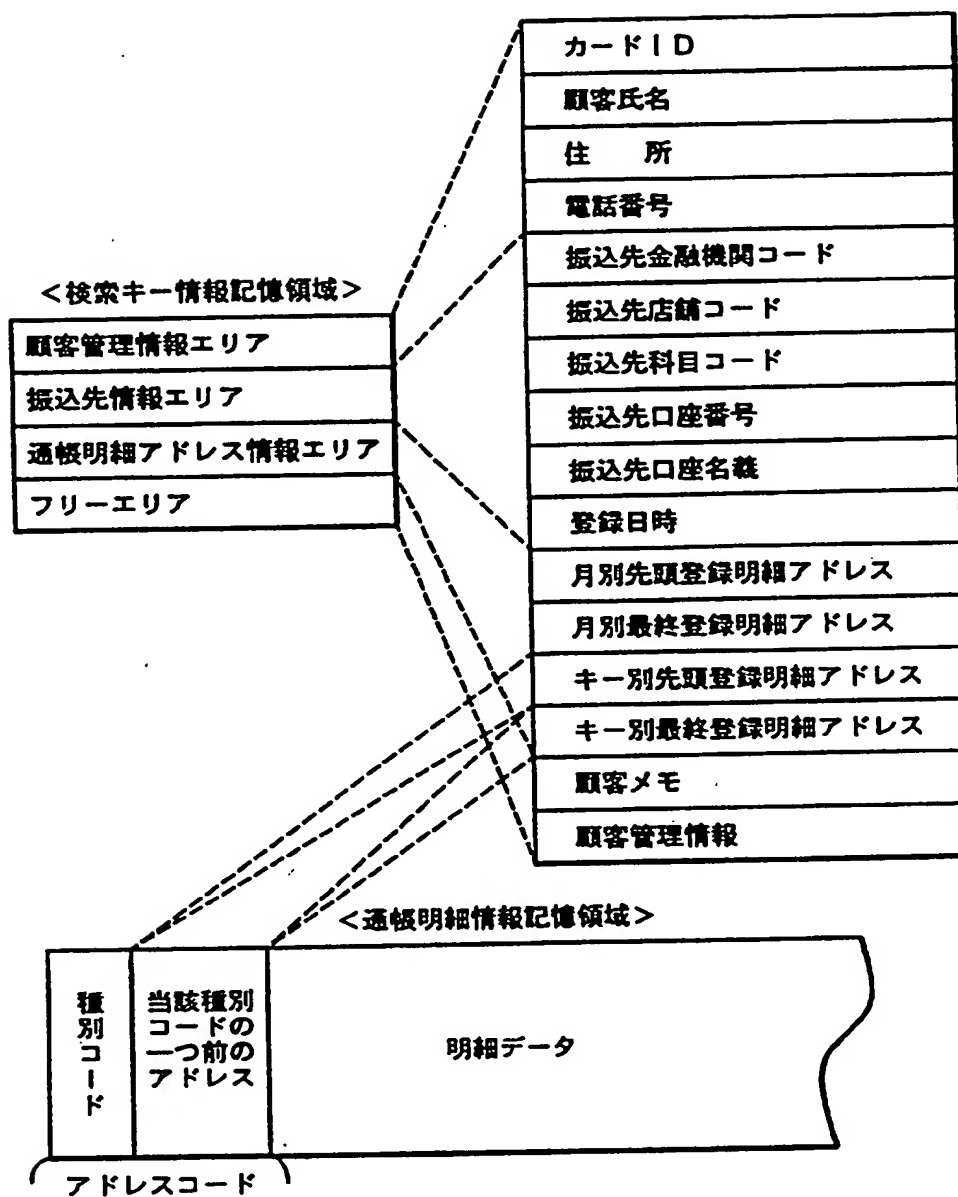 カードID
顧客氏名
住　所
電話番号
振込先金融機関コード
振込先店舗コード
振込先科目コード
振込先口座番号
振込先口座名義
登録日時
月別先頭登録明細アドレス
月別最終登録明細アドレス
キー別先頭登録明細アドレス
キー別最終登録明細アドレス
顧客メモ
顧客管理情報
<検索キー情報記憶領域>
顧客管理情報エリア
振込先情報エリア
通帳明細アドレス情報エリア
フリーエリア
<通帳明細情報記憶領域>
種別コード
当該種別
コードの
一つ前の
アドレス
明細データ
アドレスコード